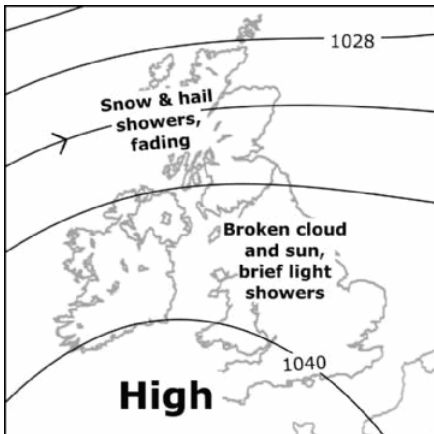 1028
Snow & hail
showers,
fading
Broken cloud
and sun,
brief light
showers
1040
High